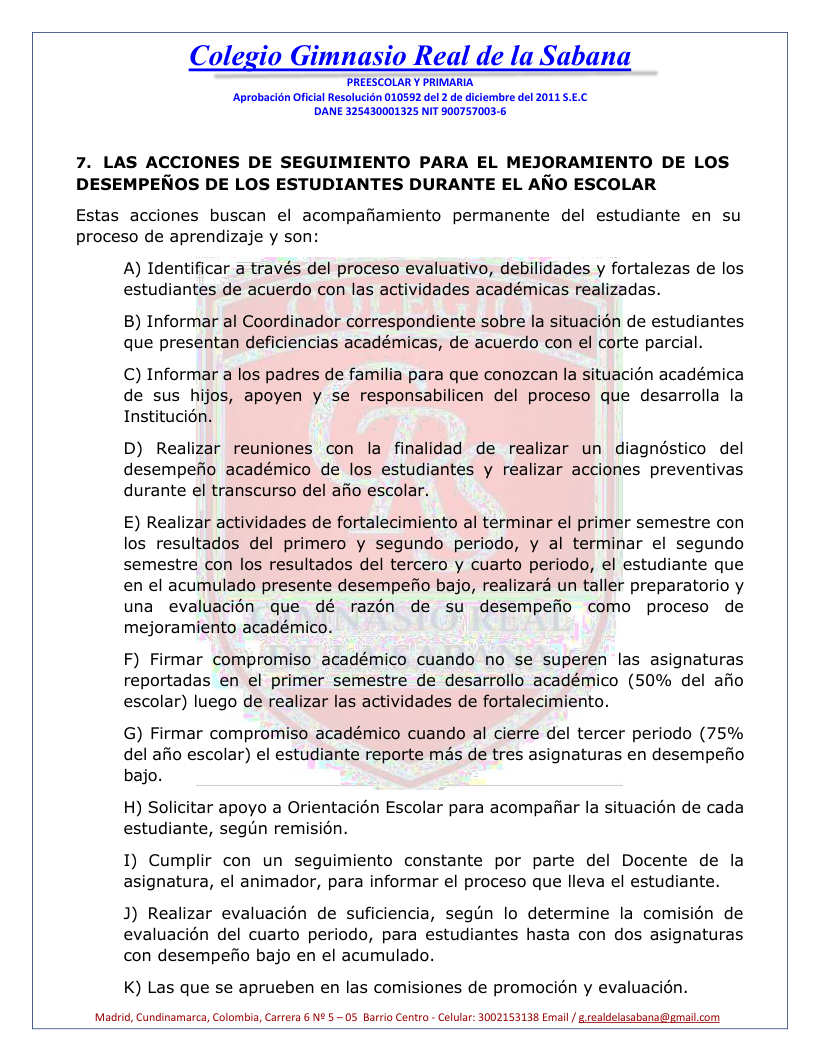 Colegio Gimnasio Real de la Sabana
PREESCOLAR Y PRIMARIA
Aprobación Oficial Resolución 010592 del 2 de diciembre del 2011 S.E.C
DANE 325430001325 NIT 900757003-6
7. LAS ACCIONES DE SEGUIMIENTO PARA EL MEJORAMIENTO DE LOS
DESEMPEÑOS DE LOS ESTUDIANTES DURANTE EL AÑO ESCOLAR
Estas acciones buscan el acompañamiento permanente del estudiante en su
proceso de aprendizaje y son:
A) Identificar a través del proceso evaluativo, debilidades y fortalezas de los
estudiantes de acuerdo con las actividades académicas realizadas.
B) Informar al Coordinador correspondiente sobre la situación de estudiantes
que presentan deficiencias académicas, de acuerdo con el corte parcial.
C) Informar a los padres de familia para que conozcan la situación académica
de sus hijos, apoyen y se responsabilicen del proceso que desarrolla la
Institución.
D) Realizar reuniones con la finalidad de realizar un diagnóstico del
desempeño académico de los estudiantes y realizar acciones preventivas
durante el transcurso del año escolar.
E) Realizar actividades de fortalecimiento al terminar el primer semestre con
los resultados del primero y segundo periodo, y al terminar el segundo
semestre con los resultados del tercero y cuarto periodo, el estudiante que
en el acumulado presente desempeño bajo, realizará un taller preparatorio y
una evaluación que dé razón de su desempeño como proceso de
mejoramiento académico.
F) Firmar compromiso académico cuando no se superen las asignaturas
reportadas en el primer semestre de desarrollo académico (50% del año
escolar) luego de realizar las actividades de fortalecimiento.
G) Firmar compromiso académico cuando al cierre del tercer periodo (75%
del año escolar) el estudiante reporte más de tres asignaturas en desempeño
bajo.
H) Solicitar apoyo a Orientación Escolar para acompañar la situación de cada
estudiante, según remisión.
I) Cumplir con un seguimiento constante por parte del Docente de la
asignatura, el animador, para informar el proceso que lleva el estudiante.
J) Realizar evaluación de suficiencia, según lo determine la comisión de
evaluación del cuarto periodo, para estudiantes hasta con dos asignaturas
con desempeño bajo en el acumulado.
K) Las que se aprueben en las comisiones de promoción y evaluación.
COLEGIO
GRS
GIMNASIO REAL
DE LA SABANA
Madrid, Cundinamarca, Colombia, Carrera 6 Nº 5 – 05 Barrio Centro - Celular: 3002153138 Email / g.realdelasabana@gmail.com